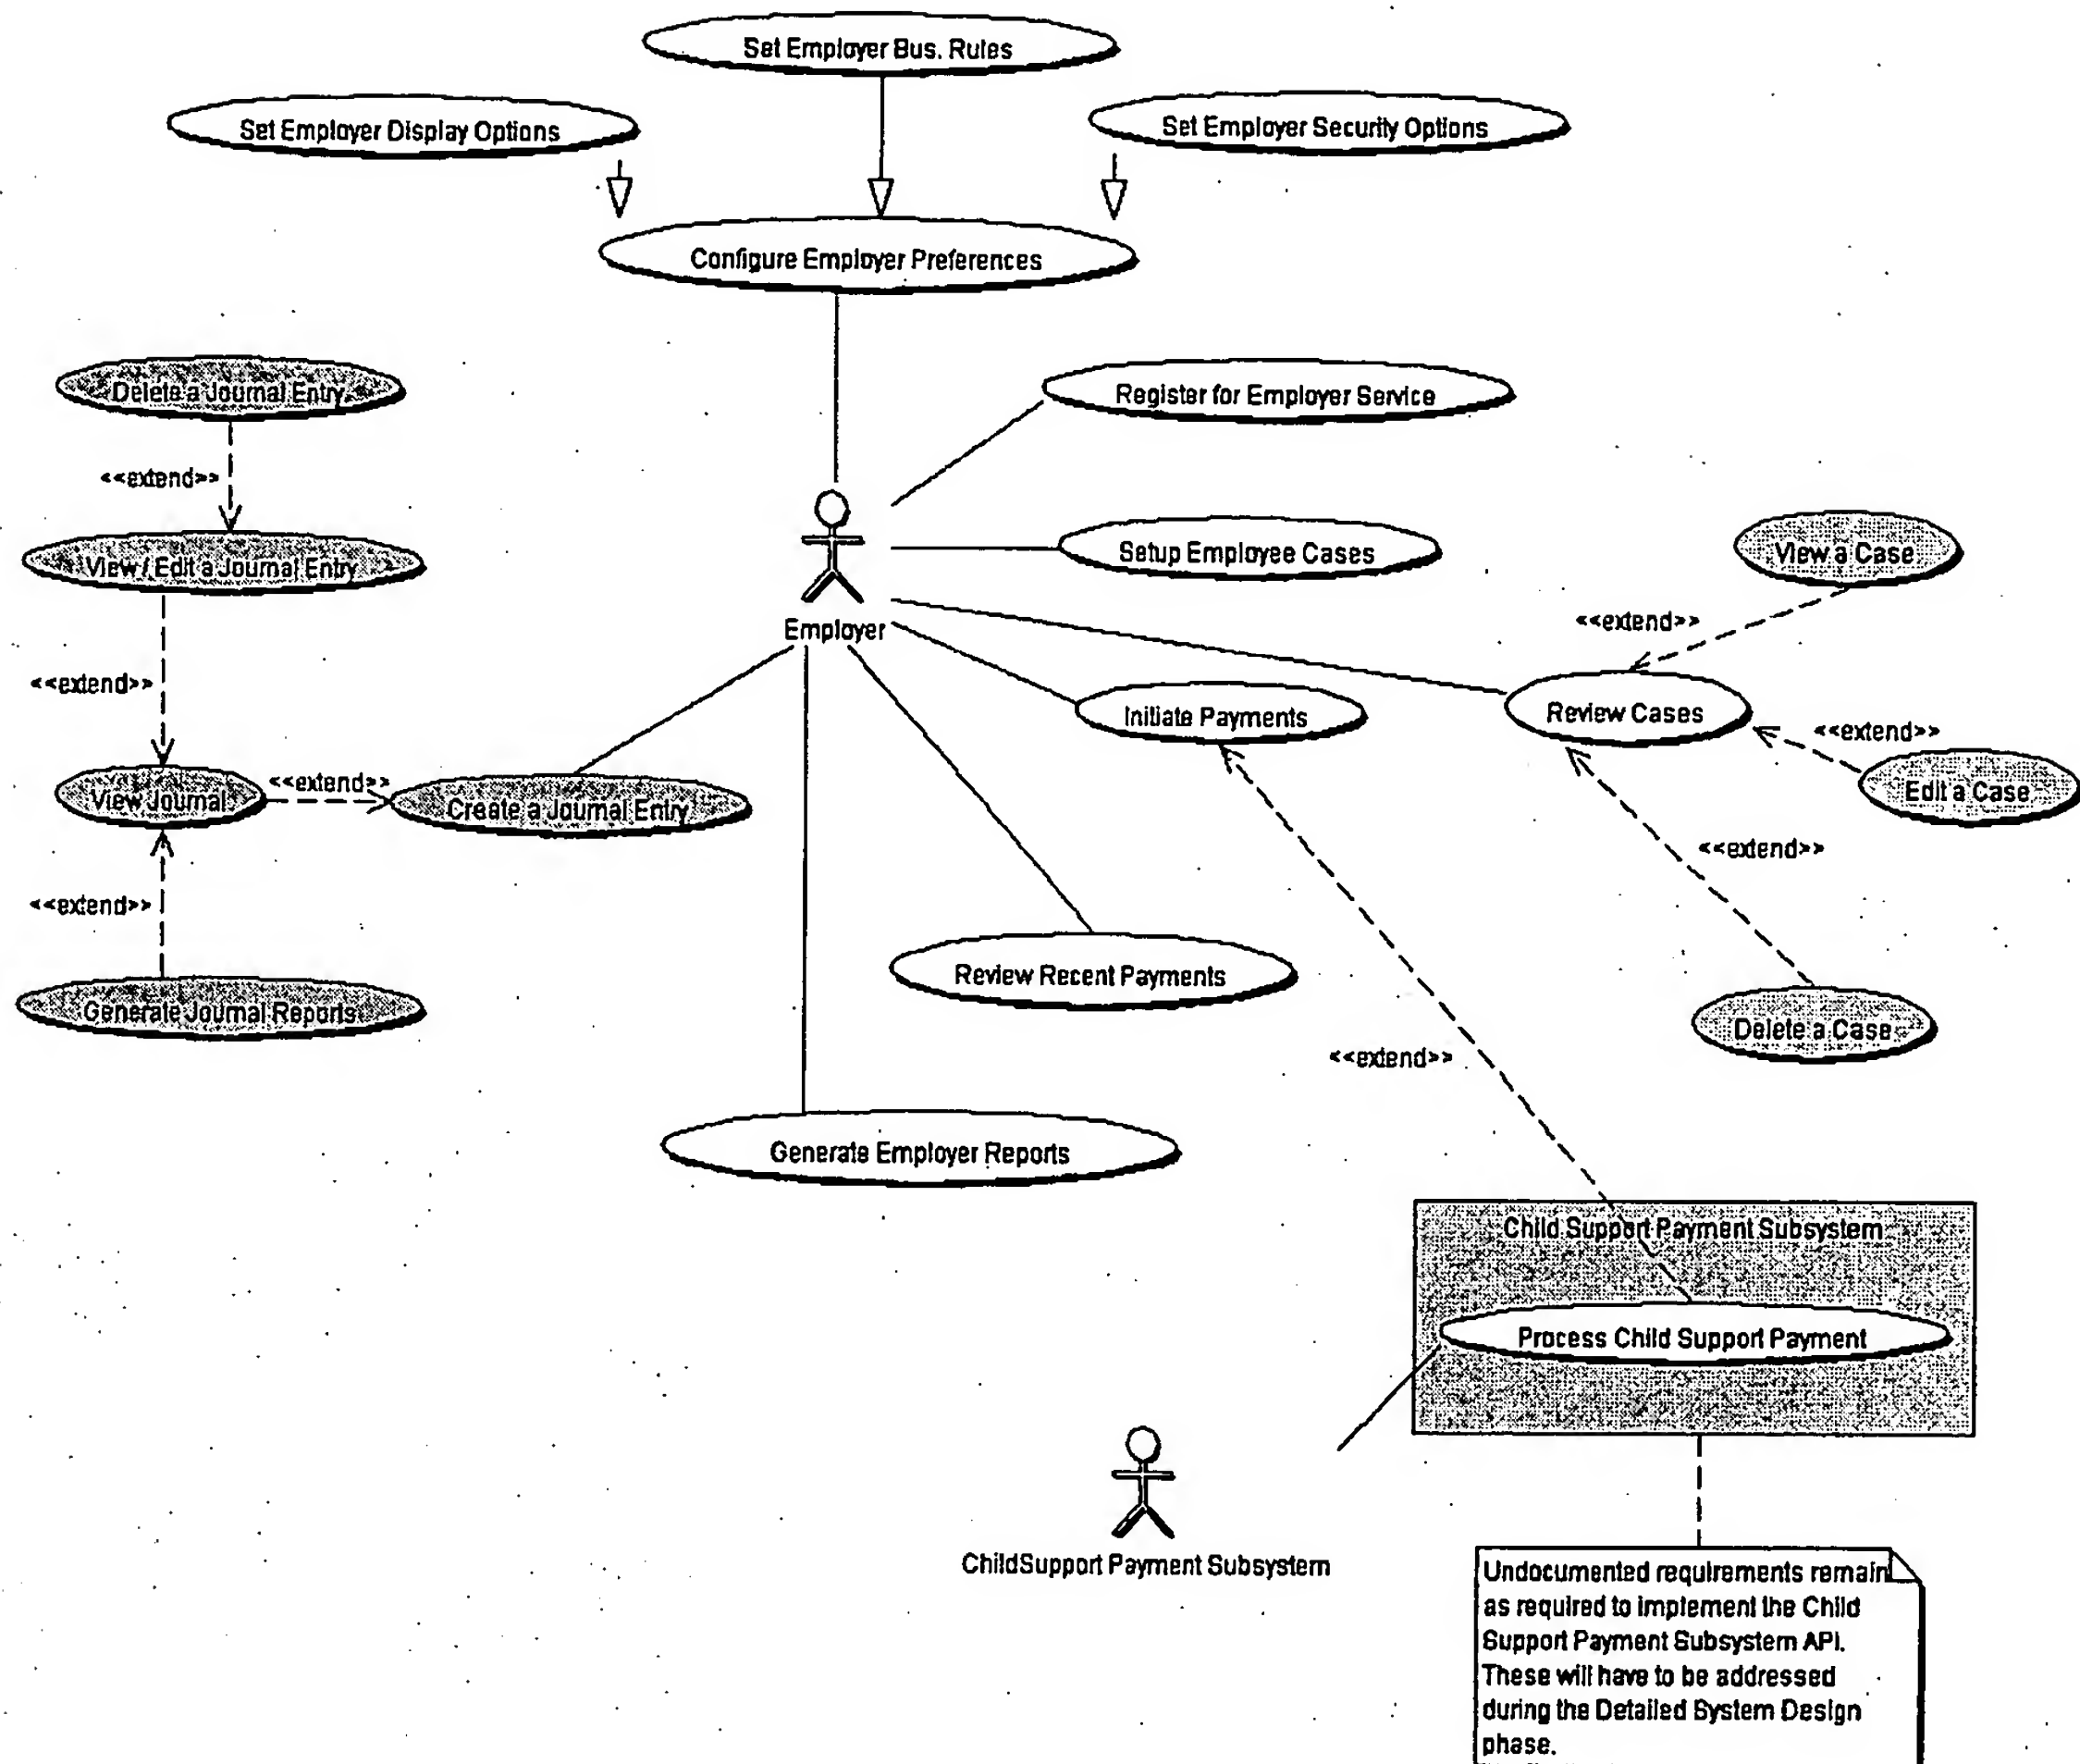 Set Employer Bus. Rules
Set Employer Display Options
Set Employer Security Options
Configure Employer Preferences
Delete a Journal Entry
Register for Employer Service
<<extend>>
View / Edit a Journal Entry
Setup Employee Cases
View a Case
<<extend>>
Employer
<<extend>>
Initiate Payments
Review Cases
<<extend>>
<<extend>>
View Journal
Create a Journal Entry
Edit a Case
<<extend>>
<<extend>>
Review Recent Payments
Generate Journal Reports
Delete a Case
<<extend>>
Generate Employer Reports
Child Support Payment Subsystem
Process Child Support Payment
ChildSupport Payment Subsystem
Undocumented requirements remain
as required to implement the Child
Support Payment Subsystem API.
These will have to be addressed
during the Detailed System Design
phase.